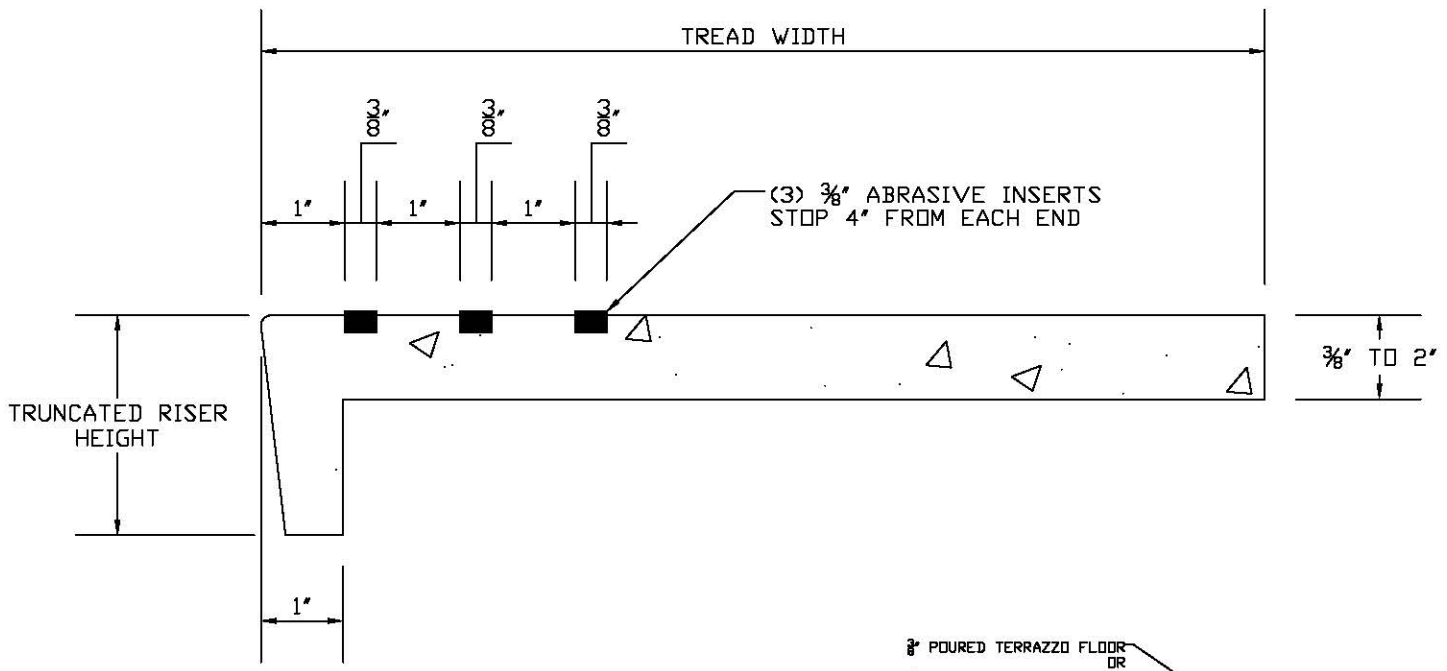 TREAD WIDTH
3/8" 3/8" 3/8"
1" 1" 1"
(3) 3/8" ABRASIVE INSERTS
STOP 4" FROM EACH END
3/8" TO 2"
TRUNCATED RISER
HEIGHT
1"
3/8" POURED TERRAZZO FLOOR
OR